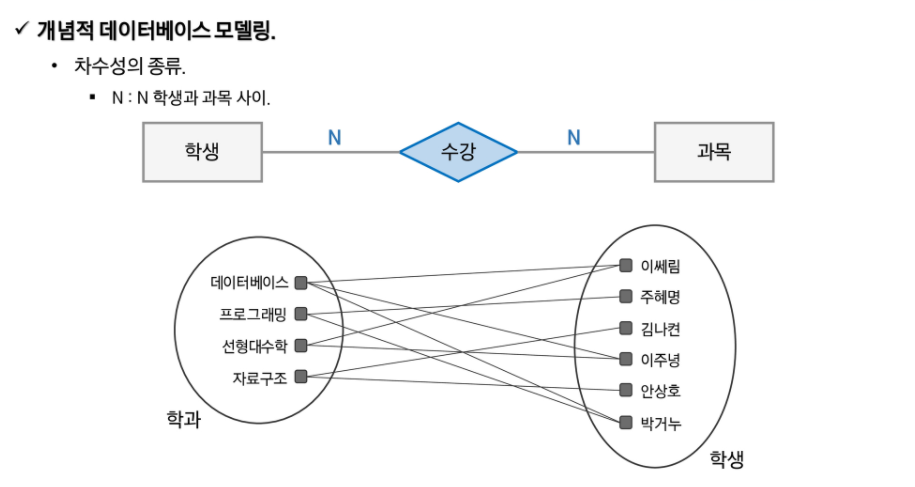 ✓ 개념적 데이터베이스 모델링.
• 차수성의 종류.
▪ N : N 학생과 과목 사이.
학생 N 수강 N 과목
데이터베이스
프로그래밍
선형대수학
자료구조
학과
이쎄림
주혜명
김나켠
이주녕
안상호
박거누
학생